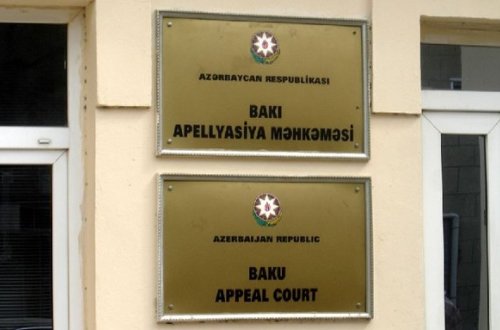 AZƏRBAYCAN RESPUBLİKASI
BAKI
APELLYASİYA MƏHKƏMƏSİ
AZERBAIJAN REPUBLIC
BAKU
APPEAL COURT